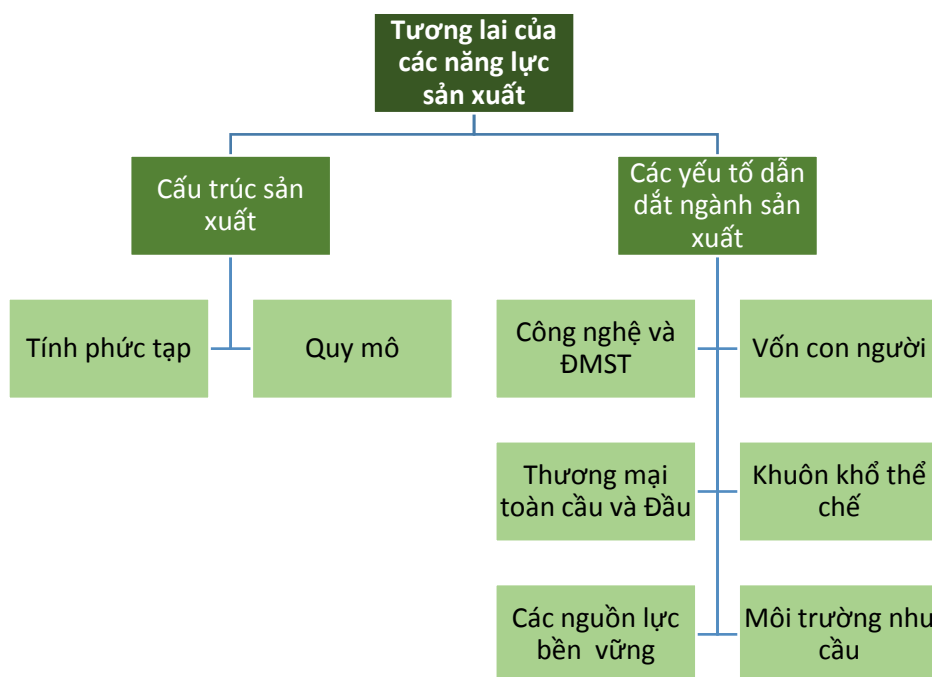 Tương lai của
các năng lực
sản xuất
Cấu trúc sản
xuất
Các yếu tố dẫn
dắt ngành sản
xuất
Tính phức tạp
Quy mô
Công nghệ và
ĐMST
Vốn con người
Thương mại
toàn cầu và Đầu
Khuôn khổ thể
chế
Các nguồn lực
bền vững
Môi trường nhu
cầu